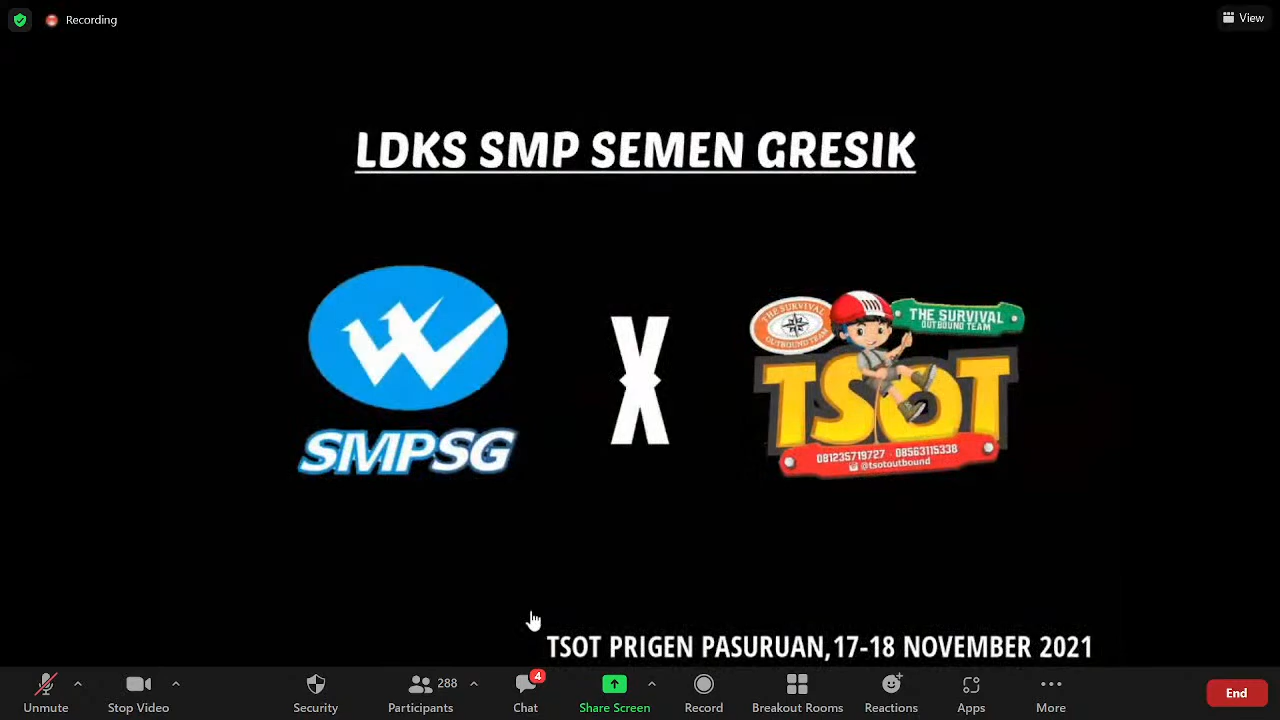 Recording
View
LDKS SMP SEMEN GRESIK
SMPSG
X
THE SURVIVAL
OUTBOUND TEAM
THE SURVIVAL
OUTBOUND TEAM
TSOT
081235719727 - 08563115338
@tsotoutbound
TSOT PRIGEN PASURUAN,17-18 NOVEMBER 2021
4
288
Unmute
Stop Video
Security
Participants
Chat
Share Screen
Record
Breakout Rooms
Reactions
Apps
More
End